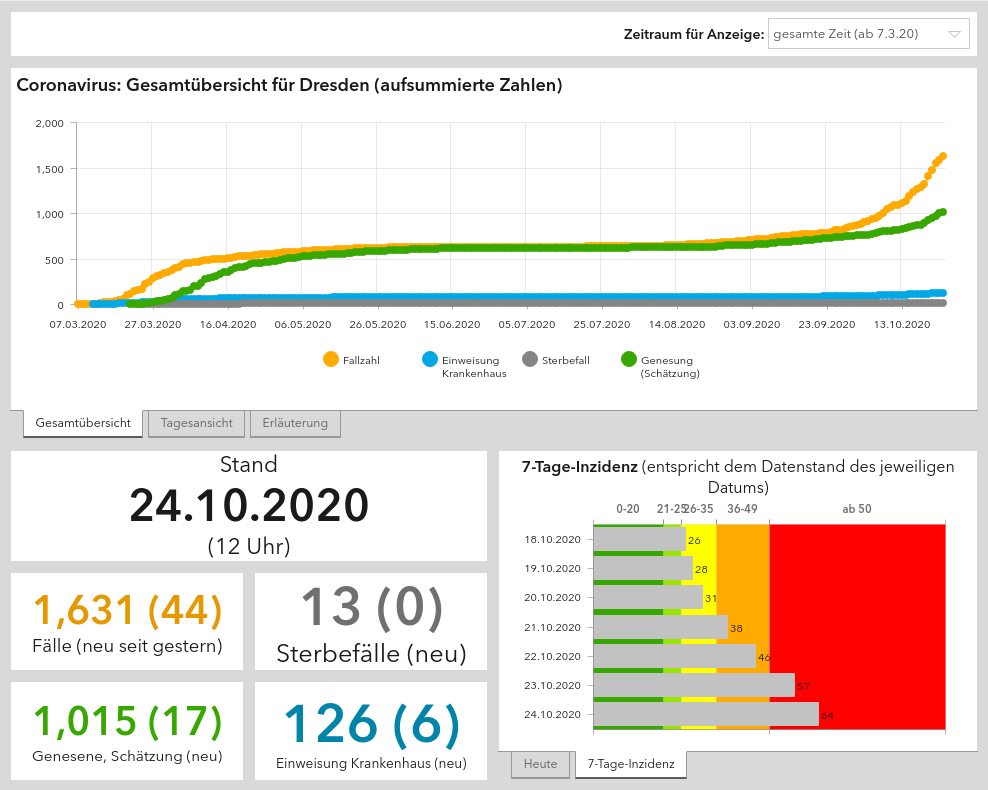 Zeitraum für Anzeige: gesamte Zeit (ab 7.3.20)
Coronavirus: Gesamtübersicht für Dresden (aufsummierte Zahlen)
2,000
1,500
1,000
500
0
07.03.2020 27.03.2020 16.04.2020 06.05.2020 26.05.2020 15.06.2020 05.07.2020 25.07.2020 14.08.2020 03.09.2020 23.09.2020 13.10.2020
Fallzahl
Einweisung
Krankenhaus
Sterbefall
Genesung
(Schätzung)
Gesamtübersicht Tagesansicht Erläuterung
Stand
24.10.2020
(12 Uhr)
1,631 (44)
Fälle (neu seit gestern)
13 (0)
Sterbefälle (neu)
1,015 (17)
Genesene, Schätzung (neu)
126 (6)
Einweisung Krankenhaus (neu)
7-Tage-Inzidenz (entspricht dem Datenstand des jeweiligen
Datums)
0-20 21-25 26-35 36-49 ab 50
18.10.2020 26
19.10.2020 28
20.10.2020 31
21.10.2020 38
22.10.2020 46
23.10.2020 57
24.10.2020 64
Heute 7-Tage-Inzidenz